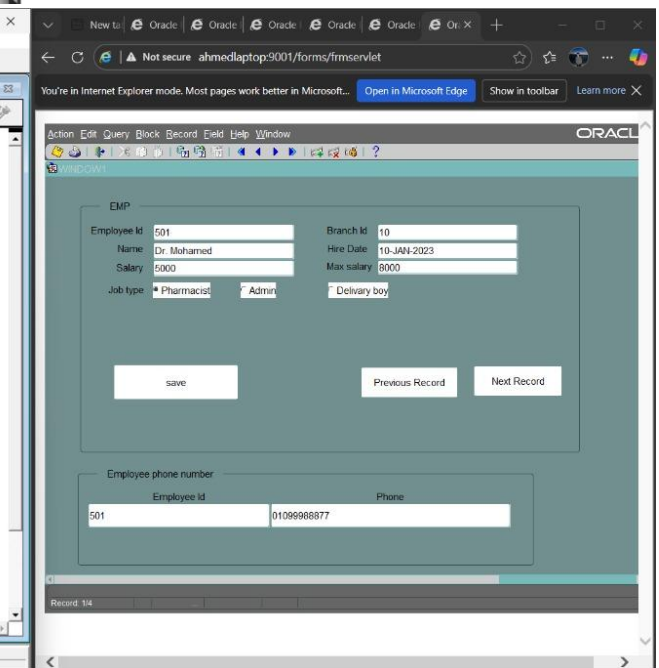 New ta Oracle Oracle Oracle Oracle Oracle
Not secure ahmedlaptop:9001/forms/frmservlet
You're in Internet Explorer mode. Most pages work better in Microsoft... Open in Microsoft Edge Show in toolbar Learn more
Action Edit Query Block Record Field Help Window ORACL
WINDOW1
EMP
Employee Id 501 Branch Id 10
Name Dr. Mohamed Hire Date 10-JAN-2023
Salary 5000 Max salary 8000
Job type Pharmacist Admin Delivary boy
save Previous Record Next Record
Employee phone number
Employee Id Phone
501 01099988877
Record: 1/4